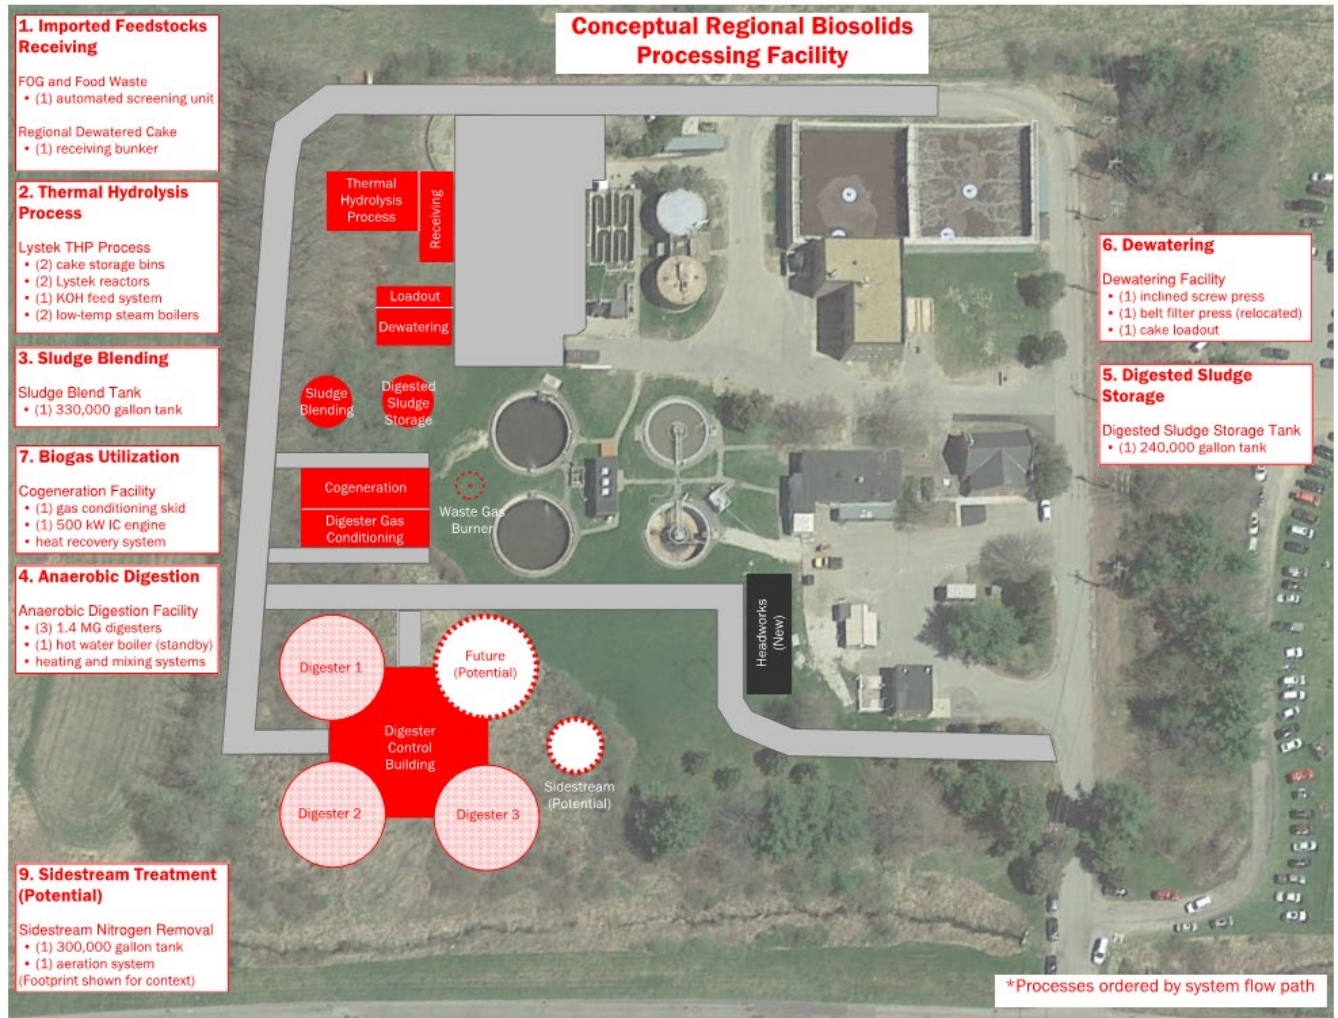 Conceptual Regional Biosolids
Processing Facility
1. Imported Feedstocks
Receiving
FOG and Food Waste
• (1) automated screening unit
Regional Dewatered Cake
• (1) receiving bunker
2. Thermal Hydrolysis
Process
Lystek THP Process
• (2) cake storage bins
• (2) Lystek reactors
• (1) KOH feed system
• (2) low-temp steam boilers
3. Sludge Blending
Sludge Blend Tank
• (1) 330,000 gallon tank
7. Biogas Utilization
Cogeneration Facility
• (1) gas conditioning skid
• (1) 500 kW IC engine
• heat recovery system
4. Anaerobic Digestion
Anaerobic Digestion Facility
• (3) 1.4 MG digesters
• (1) hot water boiler (standby)
• heating and mixing systems
9. Sidestream Treatment
(Potential)
Sidestream Nitrogen Removal
• (1) 300,000 gallon tank
• (1) aeration system
(Footprint shown for context)
Thermal
Hydrolysis
Process
Receiving
Loadout
Dewatering
Sludge
Blending
Digested
Sludge
Storage
Cogeneration
Digester Gas
Conditioning
Waste Gas
Burner
Digester 1
Future
(Potential)
Digester
Control
Building
Digester 2
Digester 3
Sidestream
(Potential)
Headworks
(New)
6. Dewatering
Dewatering Facility
• (1) inclined screw press
• (1) belt filter press (relocated)
• (1) cake loadout
5. Digested Sludge
Storage
Digested Sludge Storage Tank
• (1) 240,000 gallon tank
*Processes ordered by system flow path